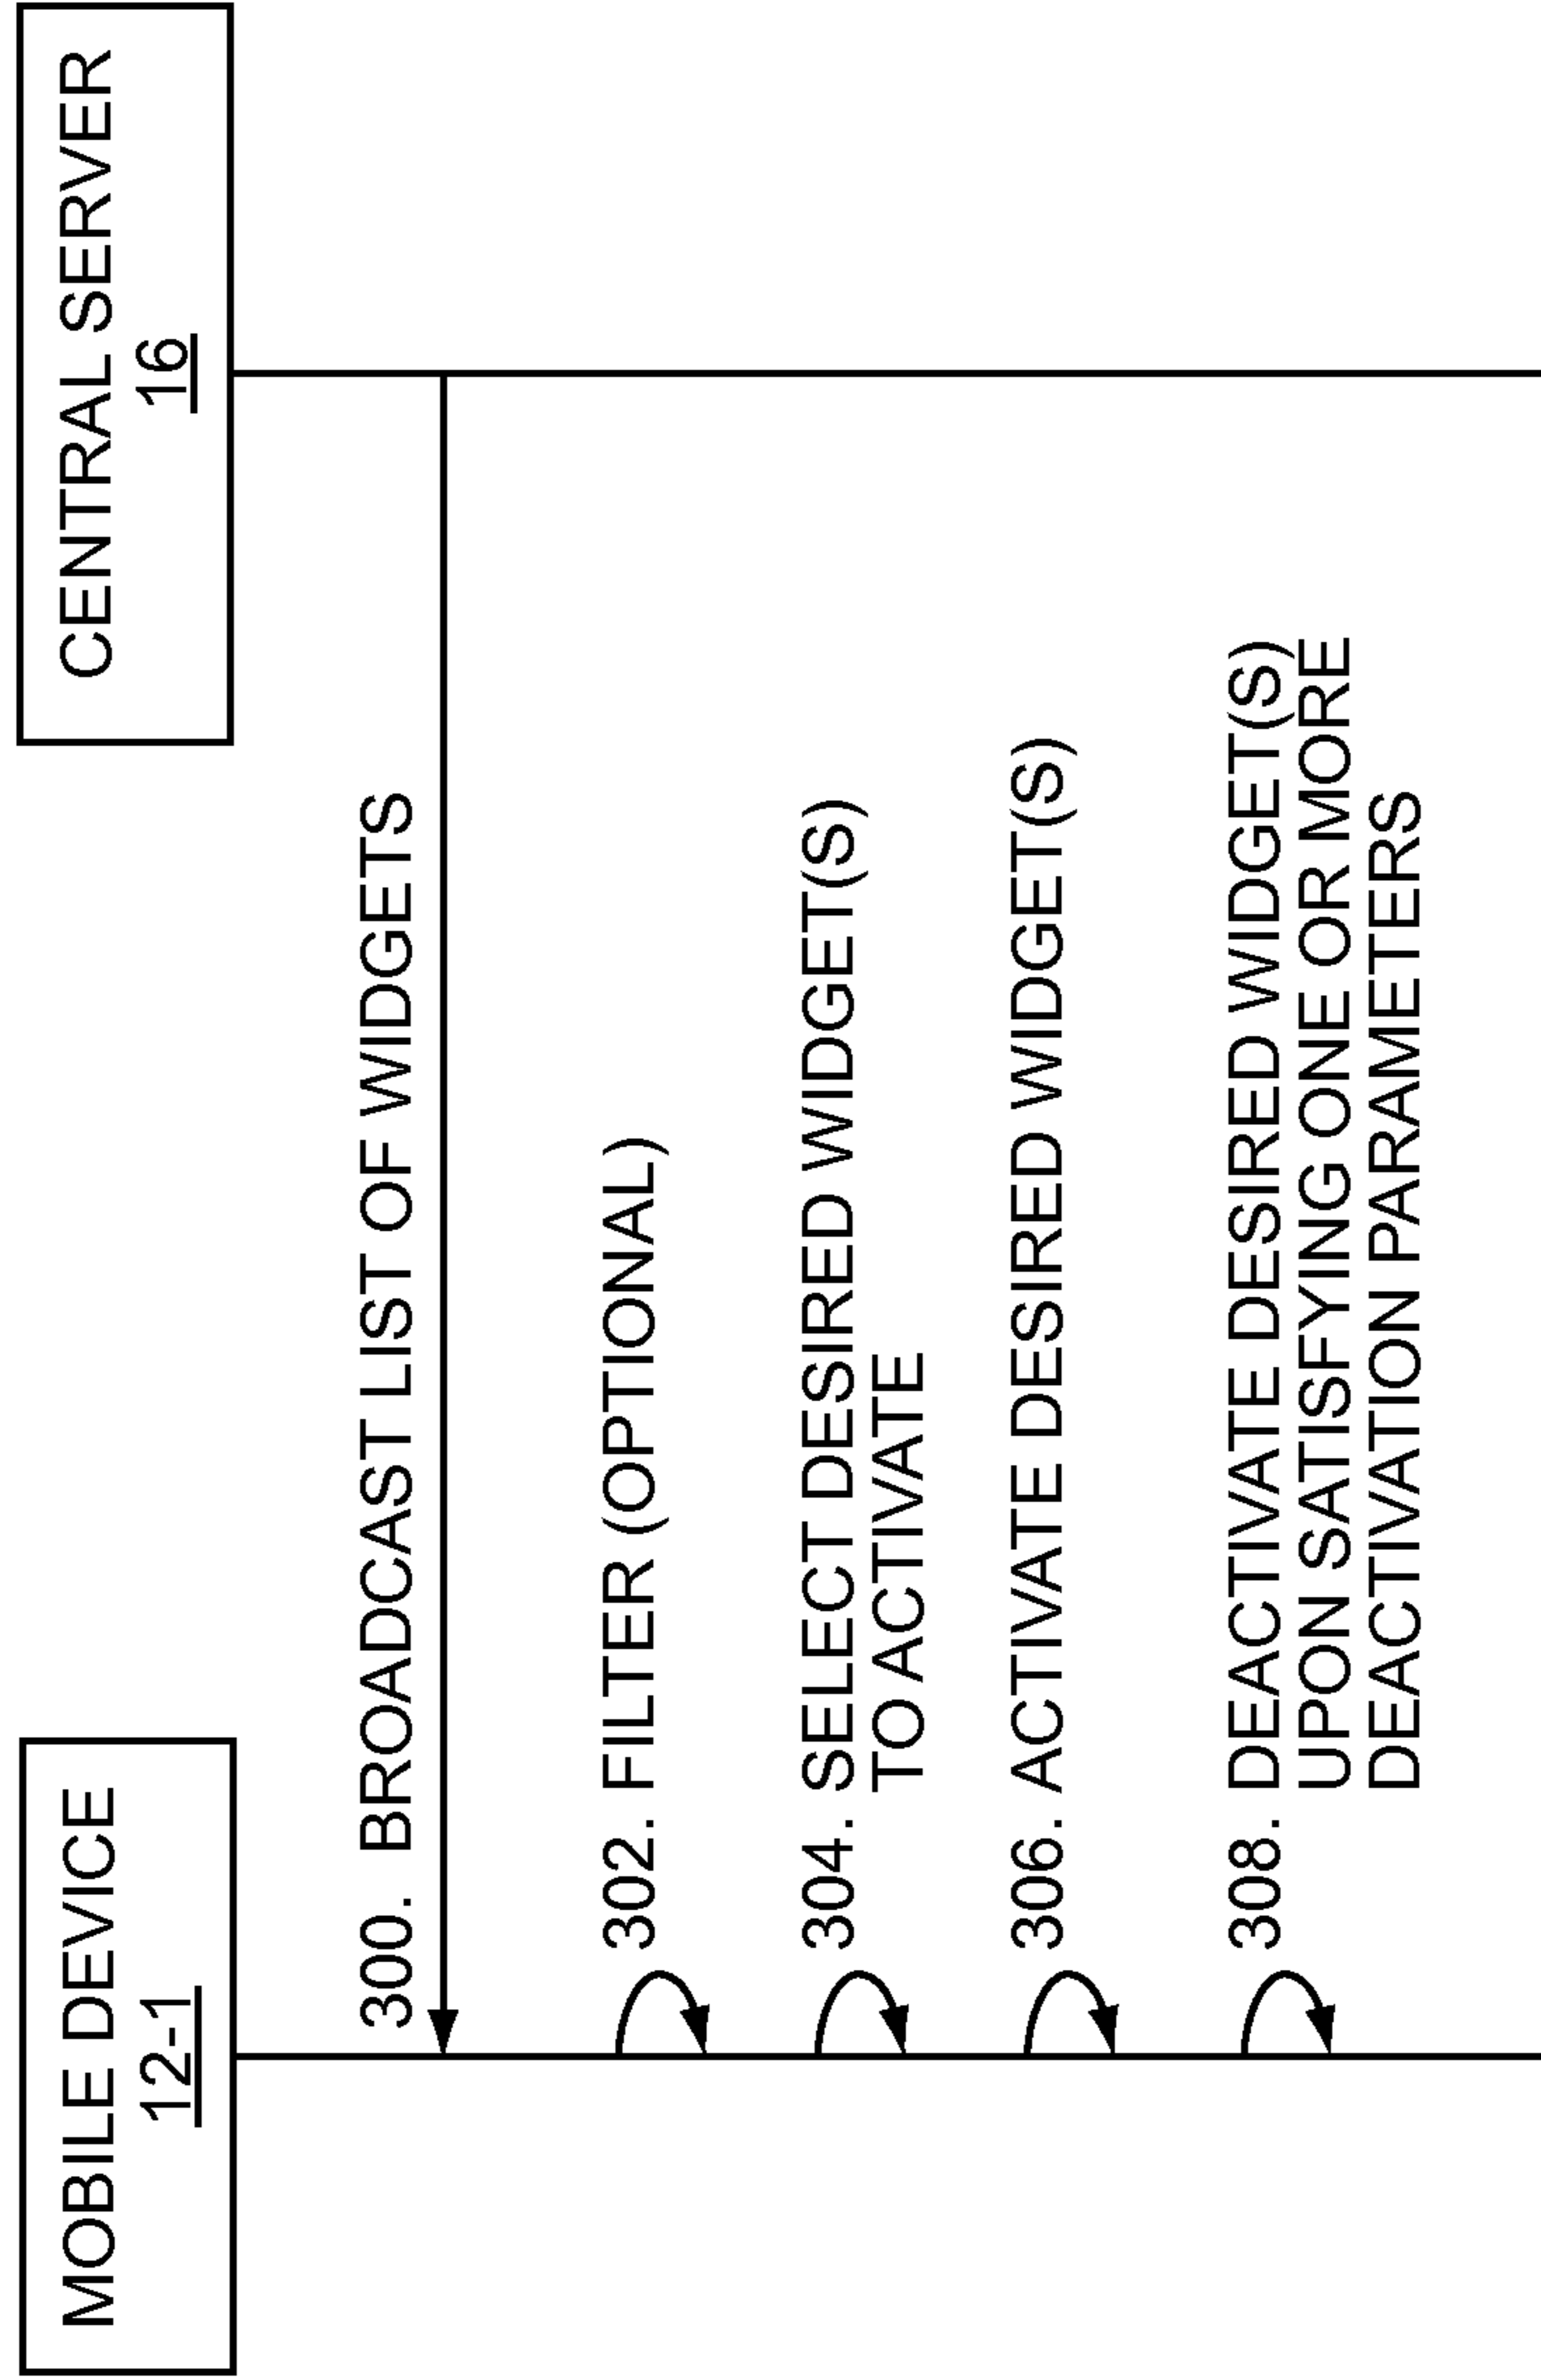 MOBILE DEVICE
12-1
CENTRAL SERVER
16
300. BROADCAST LIST OF WIDGETS
302. FILTER (OPTIONAL)
304. SELECT DESIRED WIDGET(S)
TO ACTIVATE
306. ACTIVATE DESIRED WIDGET(S)
308. DEACTIVATE DESIRED WIDGET(S)
UPON SATISFYING ONE OR MORE
DEACTIVATION PARAMETERS